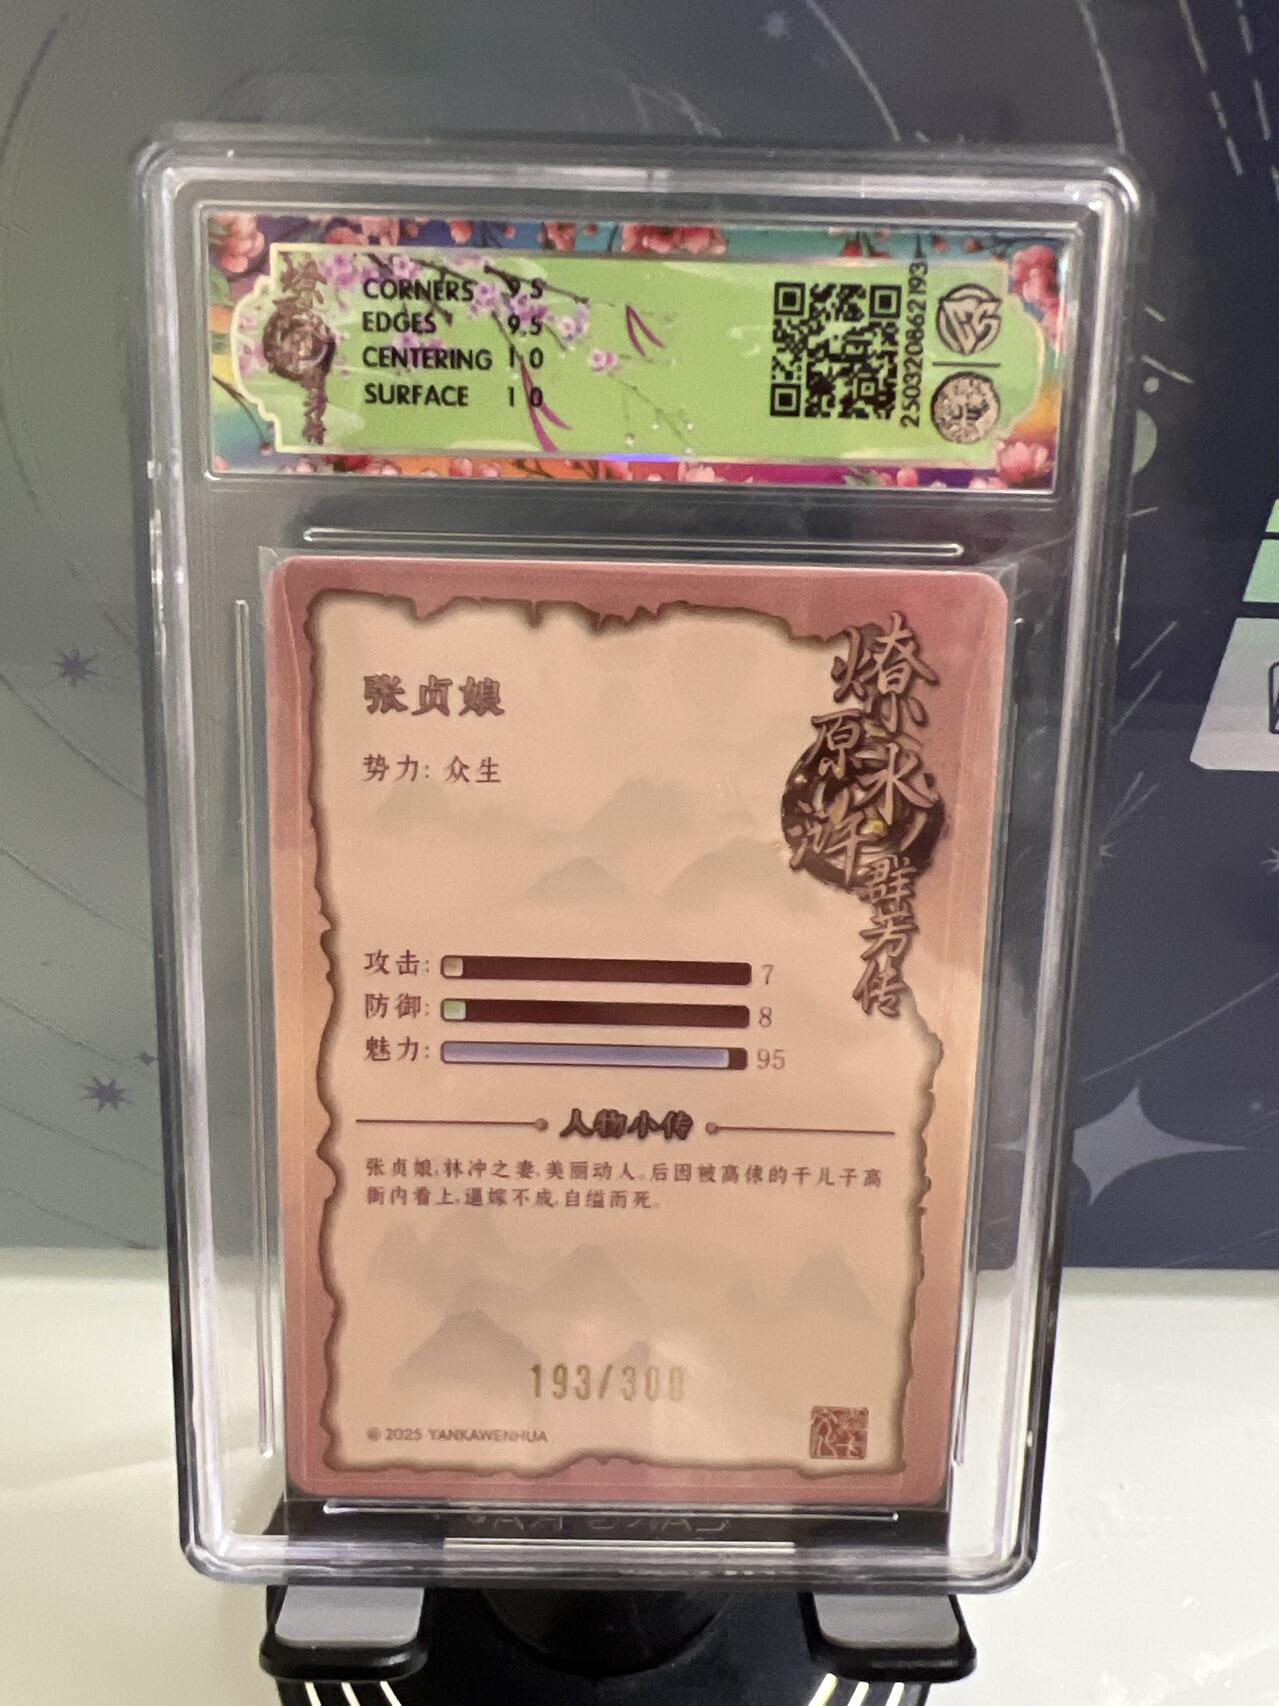 CORNERS 9.5
EDGES 9.5
CENTERING 10
SURFACE 10
2503208621934
张贞娘
势力: 众生
燎原水浒群芳传
攻击: 7
防御: 8
魅力: 95
人物小传
张贞娘,林冲之妻,美丽动人。后因被高俅的干儿子高
衙内看上,逼嫁不成,自缢而死。
193/300
© 2025 YANKAWENHUA